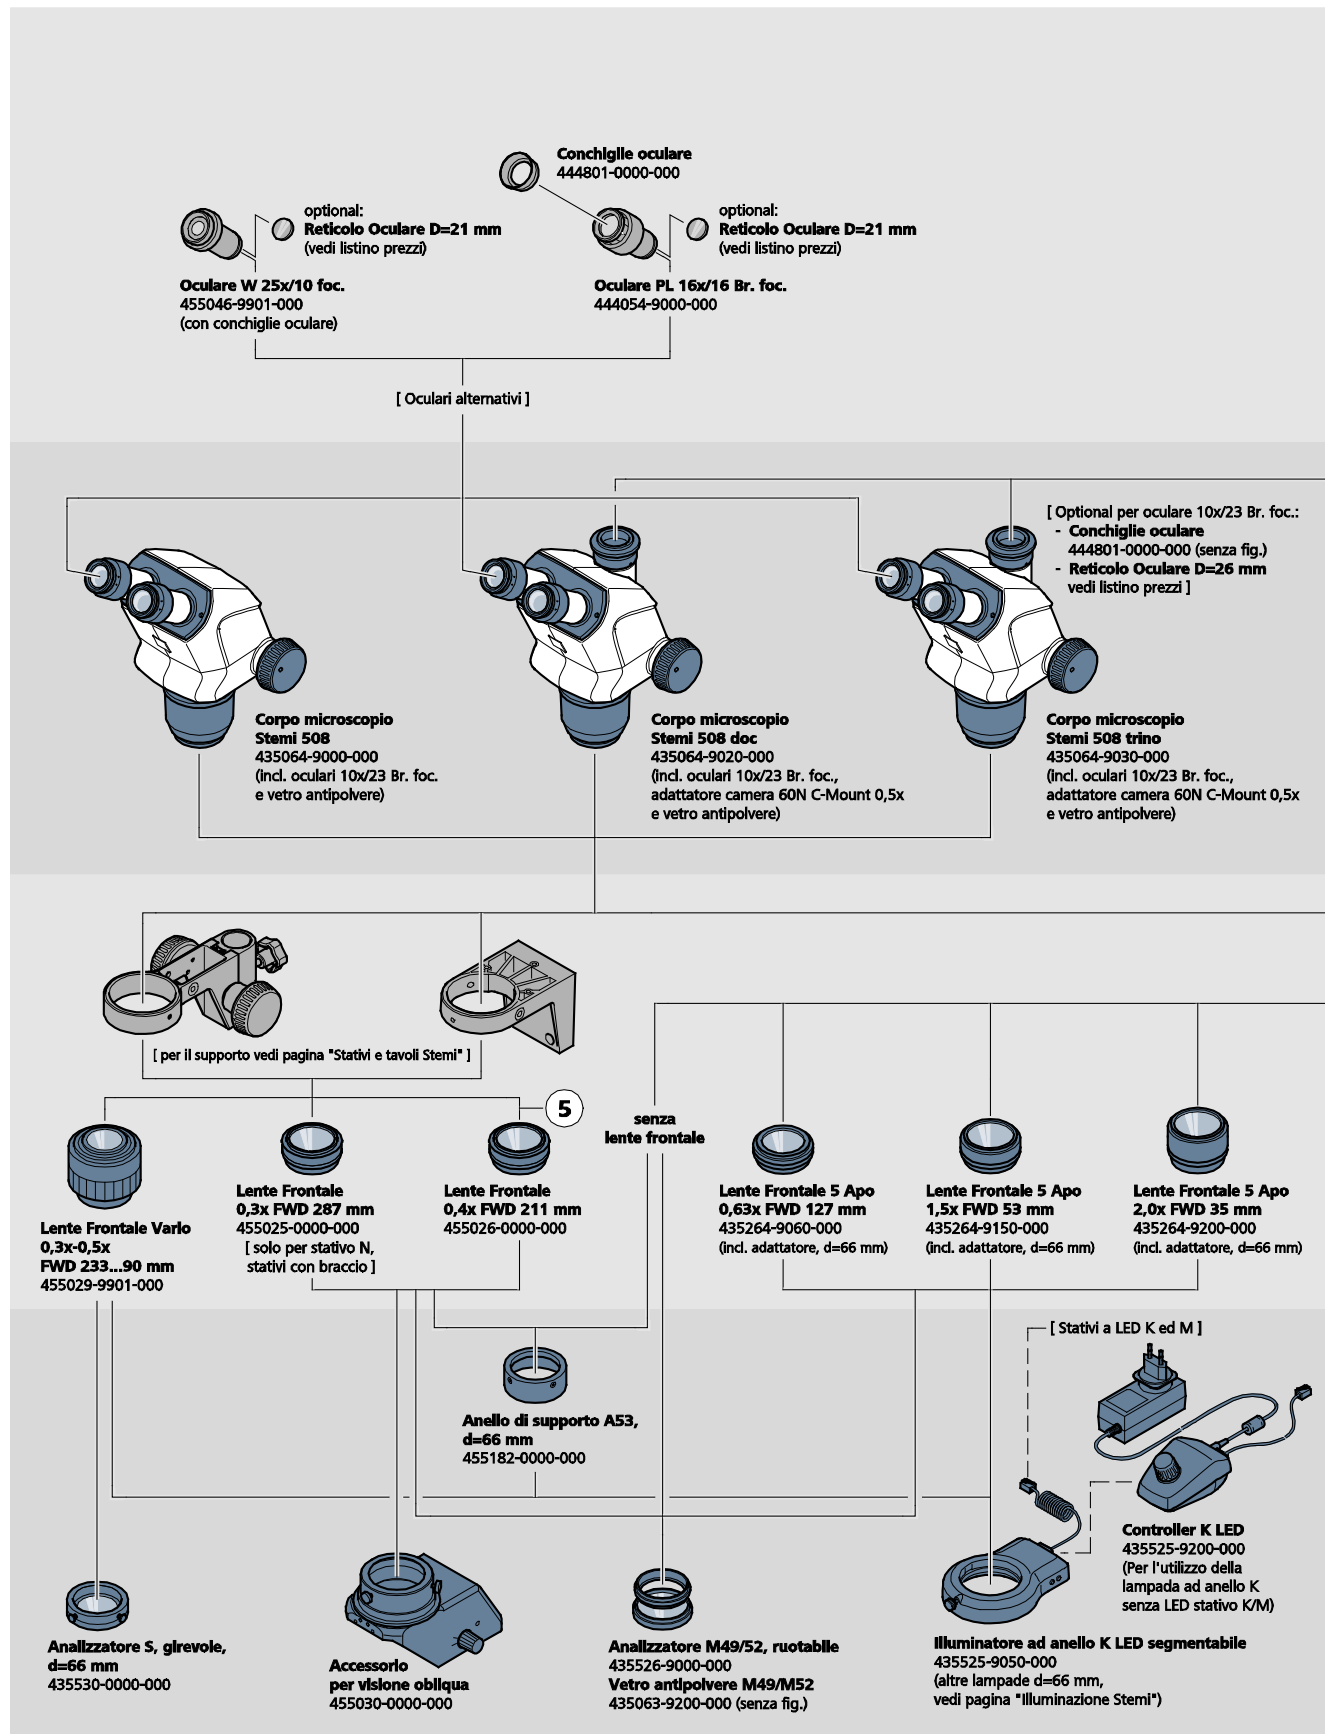 Conchiglie oculare
444801-0000-000
optional:
Reticolo Oculare D=21 mm
(vedi listino prezzi)
optional:
Reticolo Oculare D=21 mm
(vedi listino prezzi)
Oculare W 25x/10 foc.
455046-9901-000
(con conchiglie oculare)
Oculare PL 16x/16 Br. foc.
444054-9000-000
[ Oculari alternativi ]
[ Optional per oculare 10x/23 Br. foc.:
- Conchiglie oculare
444801-0000-000 (senza fig.)
- Reticolo Oculare D=26 mm
vedi listino prezzi ]
Corpo microscopio
Stemi 508
435064-9000-000
(incl. oculari 10x/23 Br. foc.
e vetro antipolvere)
Corpo microscopio
Stemi 508 doc
435064-9020-000
(incl. oculari 10x/23 Br. foc.,
adattatore camera 60N C-Mount 0,5x
e vetro antipolvere)
Corpo microscopio
Stemi 508 trino
435064-9030-000
(incl. oculari 10x/23 Br. foc.,
adattatore camera 60N C-Mount 0,5x
e vetro antipolvere)
[ per il supporto vedi pagina "Stativi e tavoli Stemi" ]
5
senza
lente frontale
Lente Frontale Vario
0,3x-0,5x
FWD 233...90 mm
455029-9901-000
Lente Frontale
0,3x FWD 287 mm
455025-0000-000
[ solo per stativo N,
stativi con braccio ]
Lente Frontale
0,4x FWD 211 mm
455026-0000-000
Lente Frontale 5 Apo
0,63x FWD 127 mm
435264-9060-000
(incl. adattatore, d=66 mm)
Lente Frontale 5 Apo
1,5x FWD 53 mm
435264-9150-000
(incl. adattatore, d=66 mm)
Lente Frontale 5 Apo
2,0x FWD 35 mm
435264-9200-000
(incl. adattatore, d=66 mm)
[ Stativi a LED K ed M ]
Anello di supporto A53,
d=66 mm
455182-0000-000
Controller K LED
435525-9200-000
(Per l'utilizzo della
lampada ad anello K
senza LED stativo K/M)
Analizzatore S, girevole,
d=66 mm
435530-0000-000
Accessorio
per visione obliqua
455030-0000-000
Analizzatore M49/52, ruotabile
435526-9000-000
Vetro antipolvere M49/M52
435063-9200-000 (senza fig.)
Illuminatore ad anello K LED segmentabile
435525-9050-000
(altre lampade d=66 mm,
vedi pagina "Illuminazione Stemi")